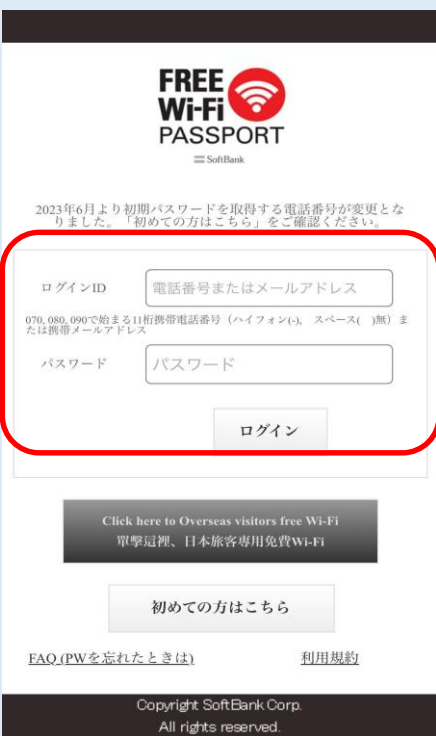 FREE
Wi-Fi
PASSPORT
SoftBank
2023年6月より初期パスワードを取得する電話番号が変更とな
りました。「初めての方はこちら」をご確認ください。
ログインID
電話番号またはメールアドレス
070, 080, 090で始まる11桁携帯電話番号（ハイフォン(-), スペース( )無）ま
たは携帯メールアドレス
パスワード
パスワード
ログイン
Click here to Overseas visitors free Wi-Fi
單擊這裡、日本旅客専用免費Wi-Fi
初めての方はこちら
FAQ (PWを忘れたときは)
利用規約
Copyright SoftBank Corp.
All rights reserved.